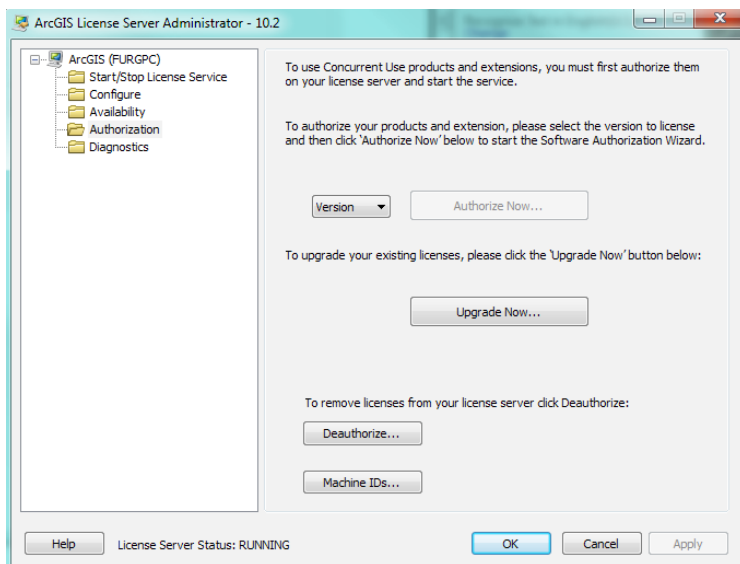 ArcGIS License Server Administrator - 10.2
ArcGIS (FURGPC)
Start/Stop License Service
Configure
Availability
Authorization
Diagnostics
To use Concurrent Use products and extensions, you must first authorize them
on your license server and start the service.
To authorize your products and extension, please select the version to license
and then click 'Authorize Now' below to start the Software Authorization Wizard.
Version
Authorize Now...
To upgrade your existing licenses, please click the 'Upgrade Now' button below:
Upgrade Now...
To remove licenses from your license server click Deauthorize:
Deauthorize...
Machine IDs...
Help
License Server Status: RUNNING
OK
Cancel
Apply